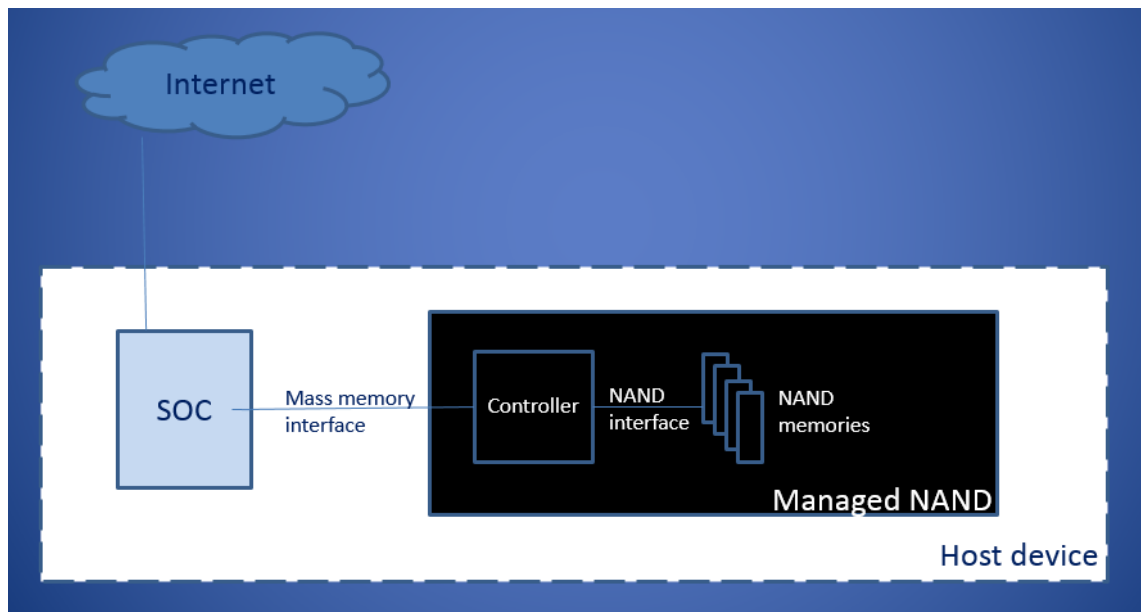 Internet
SOC
Mass memory
interface
Controller
NAND
interface
NAND
memories
Managed NAND
Host device